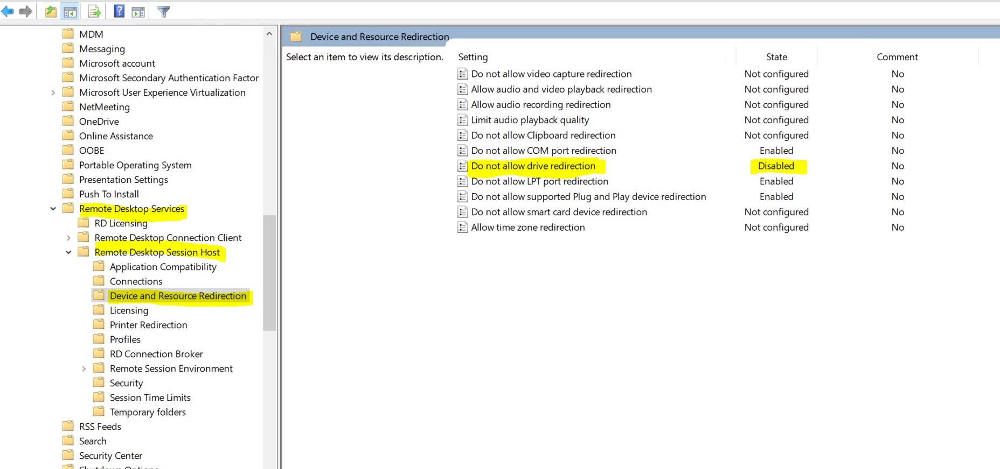 MDM
Messaging
Microsoft account
Microsoft Secondary Authentication Factor
Microsoft User Experience Virtualization
NetMeeting
OneDrive
Online Assistance
OOBE
Portable Operating System
Presentation Settings
Push To Install
Remote Desktop Services
RD Licensing
Remote Desktop Connection Client
Remote Desktop Session Host
Application Compatibility
Connections
Device and Resource Redirection
Licensing
Printer Redirection
Profiles
RD Connection Broker
Remote Session Environment
Security
Session Time Limits
Temporary folders
RSS Feeds
Search
Security Center
Shutdown Options
Device and Resource Redirection
Select an item to view its description.
Setting State Comment
Do not allow video capture redirection Not configured No
Allow audio and video playback redirection Not configured No
Allow audio recording redirection Not configured No
Limit audio playback quality Not configured No
Do not allow Clipboard redirection Not configured No
Do not allow COM port redirection Enabled No
Do not allow drive redirection Disabled No
Do not allow LPT port redirection Enabled No
Do not allow supported Plug and Play device redirection Enabled No
Do not allow smart card device redirection Not configured No
Allow time zone redirection Not configured No